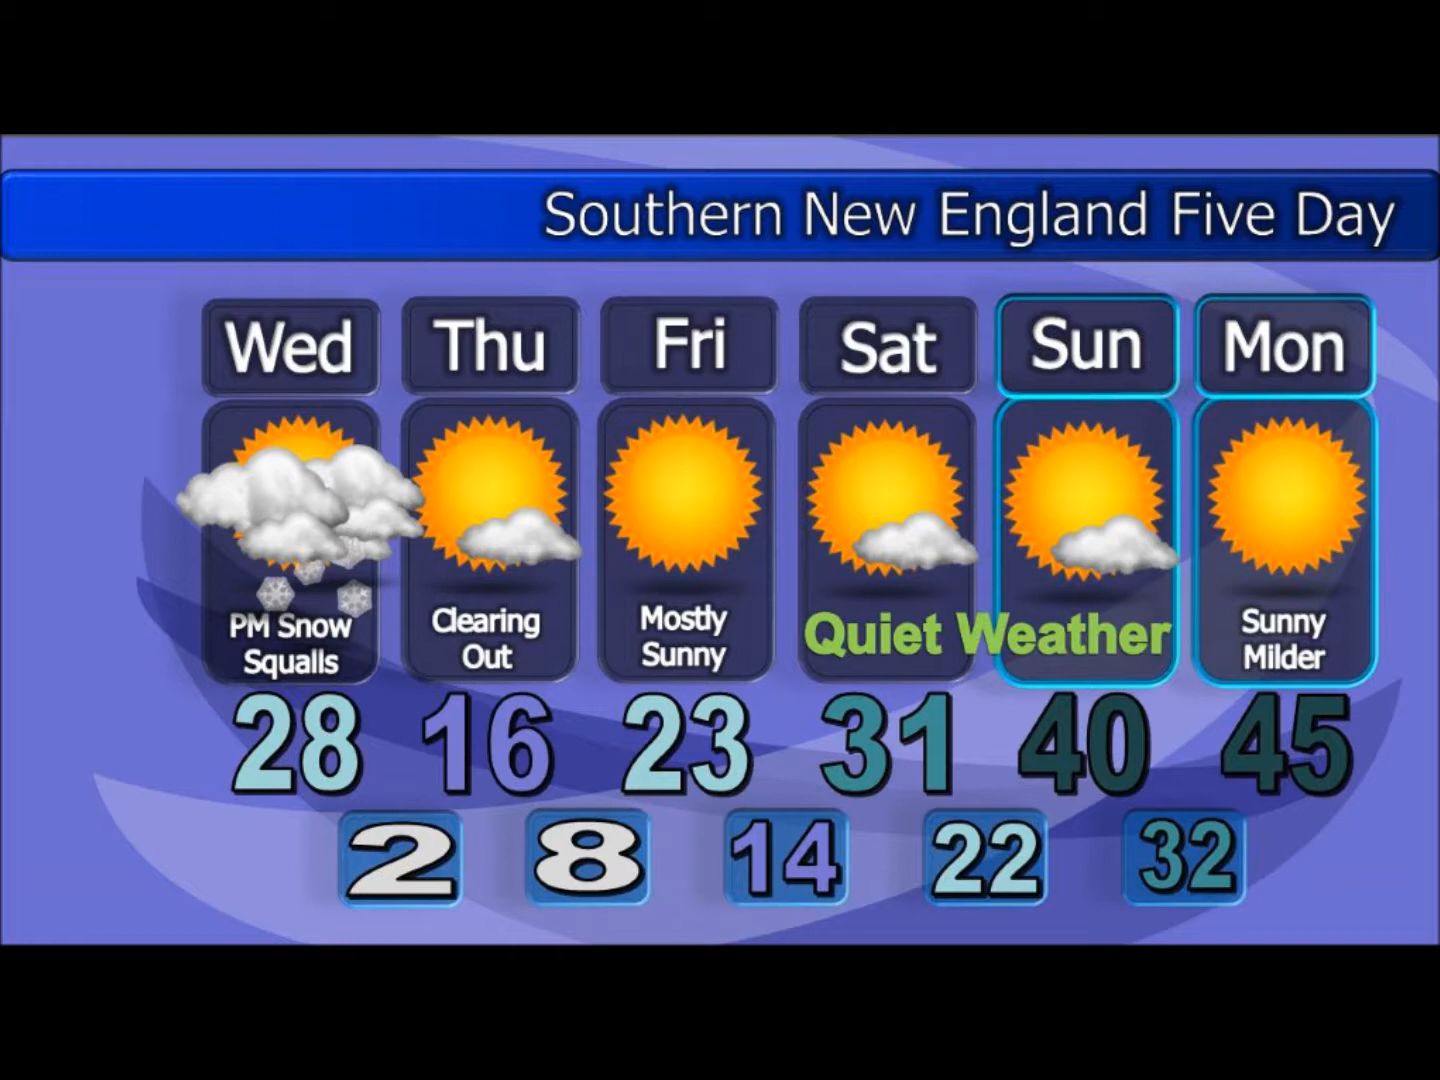 Southern New England Five Day
Wed Thu Fri Sat Sun Mon
PM Snow
Squalls
Clearing
Out
Mostly
Sunny
Quiet Weather
Sunny
Milder
28 16 23 31 40 45
2 8 14 22 32